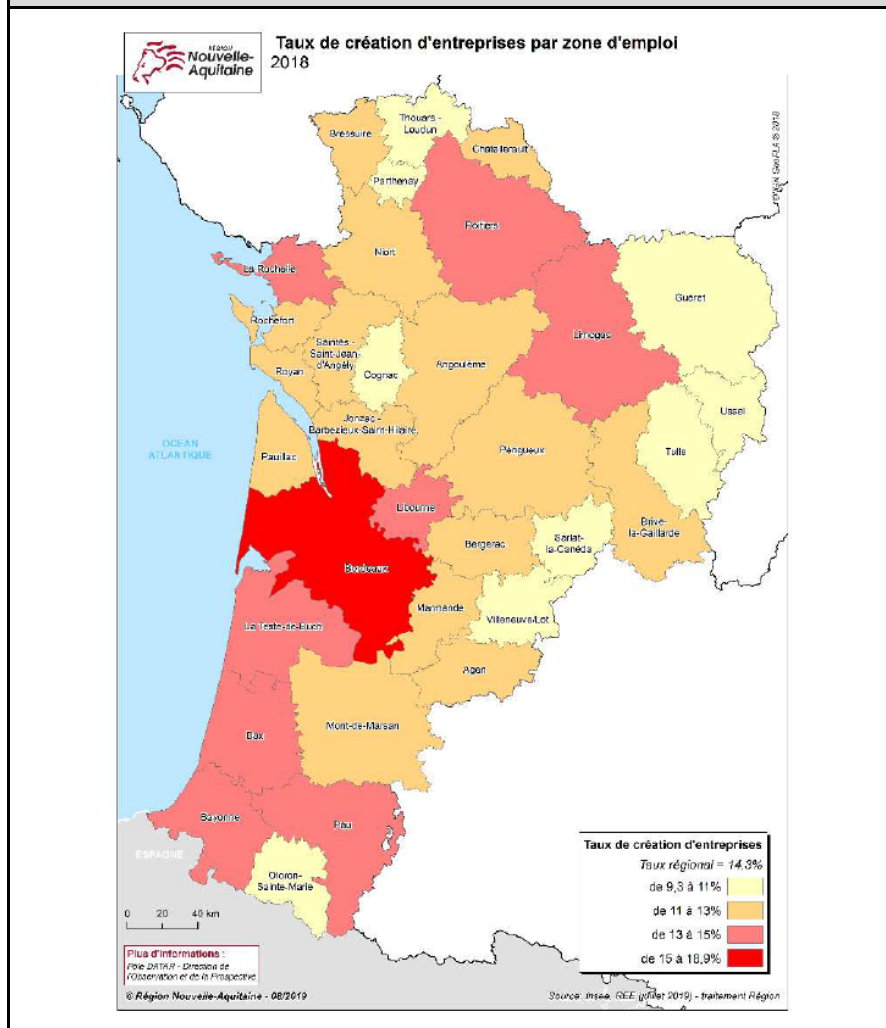 RÉGION
Nouvelle-
Aquitaine
Taux de création d'entreprises par zone d'emploi
2018
Thouars -
Loudun
Bressuire
Châtellerault
Parthenay
Poitiers
Niort
La Rochelle
Guéret
Rochefort
Limoges
Saintes -
Saint-Jean-
d'Angély
Royan
Cognac
Angoulême
Ussel
Jonzac -
Barbezieux-Saint-Hilaire
OCEAN
ATLANTIQUE
Pauillac
Périgueux
Tulle
Libourne
Brive-
la-Gaillarde
Bergerac
Sarlat-
la-Canéda
Bordeaux
Marmande
Villeneuve/Lot
La Teste-de-Buch
Agen
Mont-de-Marsan
Dax
Bayonne
Pau
ESPAGNE
Oloron-
Sainte-Marie
0 20 40 km
Taux de création d'entreprises
Taux régional = 14,3%
de 9,3 à 11%
de 11 à 13%
de 13 à 15%
de 15 à 18,9%
Plus d'informations :
Pôle DATAR - Direction de
l'Observation et de la Prospective
© Région Nouvelle-Aquitaine - 08/2019
Source: Insee, REE (juillet 2019) - traitement Région